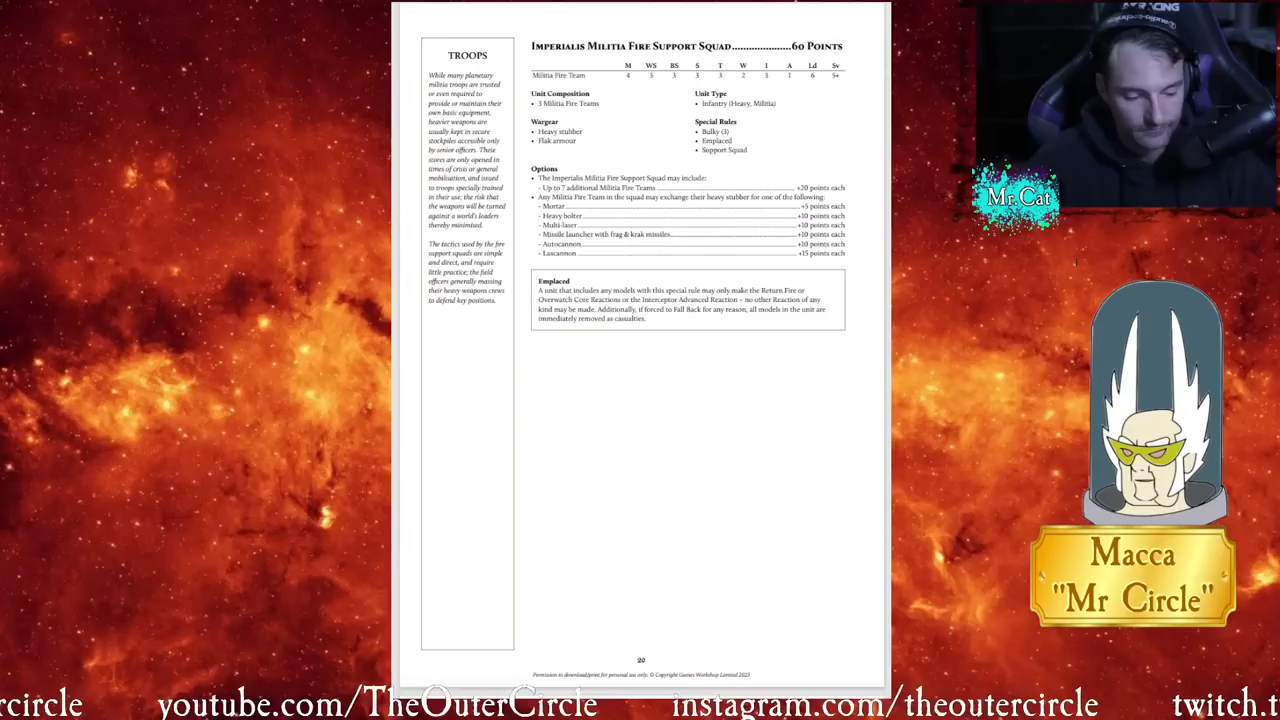 TROOPS
While many planetary
militia troops are trusted
or even required to
provide or maintain their
own basic equipment,
heavier weapons are
usually kept in secure
stockpiles accessible only
by senior officers. These
stores are only opened in
times of crisis or general
mobilisation, and issued
to troops specially trained
in their use; the risk that
the weapons will be turned
against a world's leaders
thereby minimised.
The tactics used by the fire
support squads are simple
and direct, and require
little practice; the field
officers generally massing
their heavy weapons crews
to defend key positions.
Imperialis Militia Fire Support Squad.....................60 Points
M WS BS S T W I A Ld Sv
Militia Fire Team 4 3 3 3 3 2 3 1 6 5+
Unit Composition
• 3 Militia Fire Teams
Unit Type
• Infantry (Heavy, Militia)
Wargear
• Heavy stubber
• Flak armour
Special Rules
• Bulky (3)
• Emplaced
• Support Squad
Options
• The Imperialis Militia Fire Support Squad may include:
- Up to 7 additional Militia Fire Teams ........ +20 points each
• Any Militia Fire Team in the squad may exchange their heavy stubber for one of the following:
- Mortar........ +5 points each
- Heavy bolter........ +10 points each
- Multi-laser........ +10 points each
- Missile launcher with frag & krak missiles........ +10 points each
- Autocannon........ +10 points each
- Lascannon ........ +15 points each
Emplaced
A unit that includes any models with this special rule may only make the Return Fire or
Overwatch Core Reactions or the Interceptor Advanced Reaction – no other Reaction of any
kind may be made. Additionally, if forced to Fall Back for any reason, all models in the unit are
immediately removed as casualties.
20
Permission to download/print for personal use only. © Copyright Games Workshop Limited 2023
Mr.Cat
Macca
"Mr Circle"
rcircle youtube.com/TheOuterCircle instagram.com/theoutercircle twitch.t